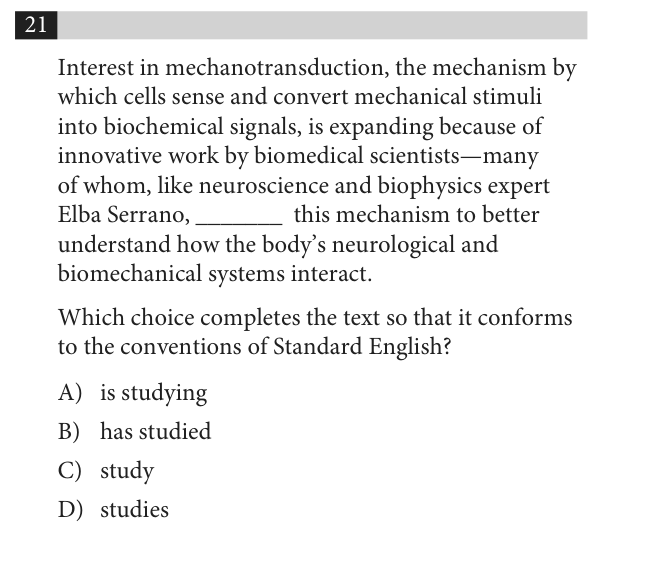 21
Interest in mechanotransduction, the mechanism by
which cells sense and convert mechanical stimuli
into biochemical signals, is expanding because of
innovative work by biomedical scientists—many
of whom, like neuroscience and biophysics expert
Elba Serrano, _______ this mechanism to better
understand how the body’s neurological and
biomechanical systems interact.
Which choice completes the text so that it conforms
to the conventions of Standard English?
A) is studying
B) has studied
C) study
D) studies